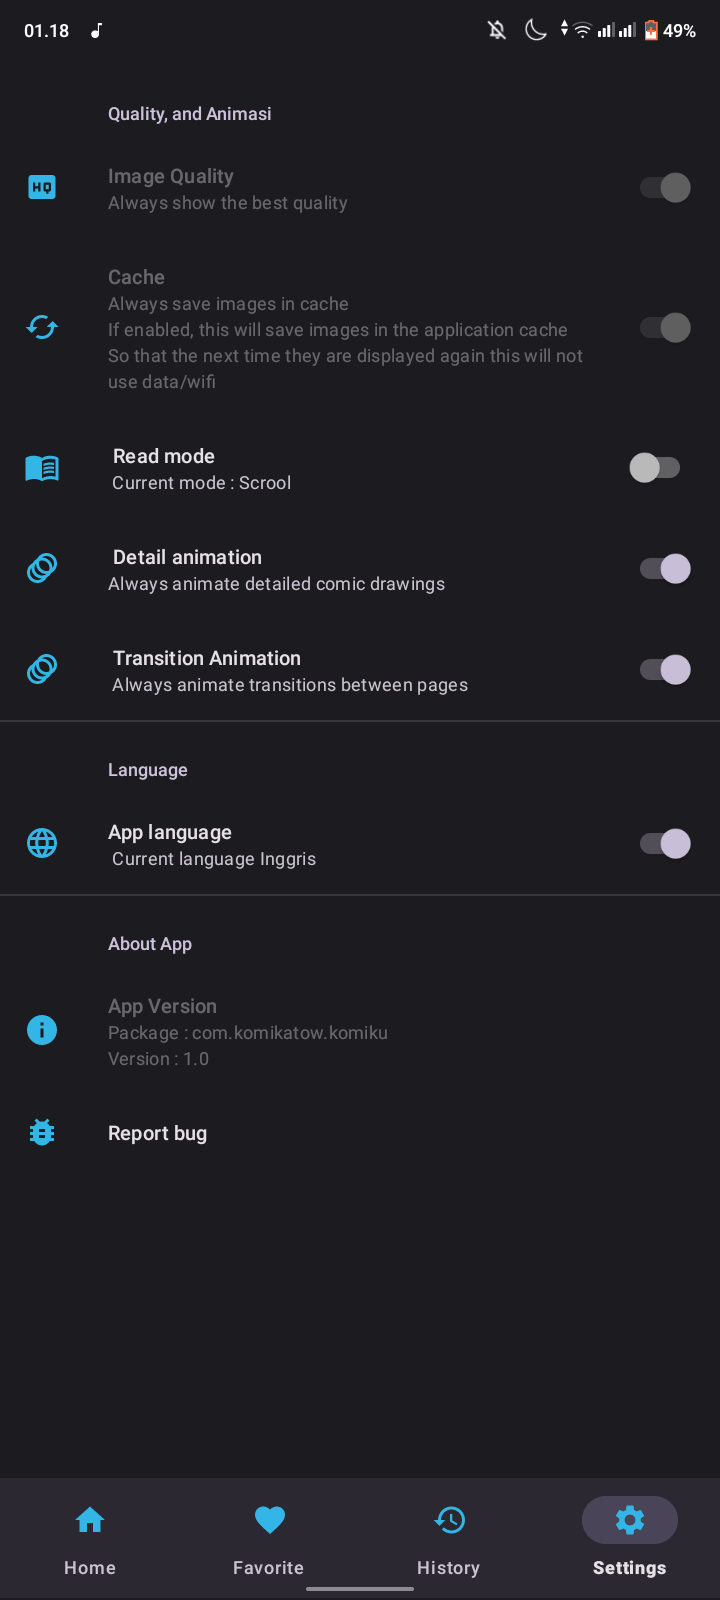 01.18
49%
Quality, and Animasi
HQ
Image Quality
Always show the best quality
Cache
Always save images in cache
If enabled, this will save images in the application cache
So that the next time they are displayed again this will not
use data/wifi
Read mode
Current mode : Scrool
Detail animation
Always animate detailed comic drawings
Transition Animation
Always animate transitions between pages
Language
App language
Current language Inggris
About App
App Version
Package : com.komikatow.komiku
Version : 1.0
Report bug
Home
Favorite
History
Settings